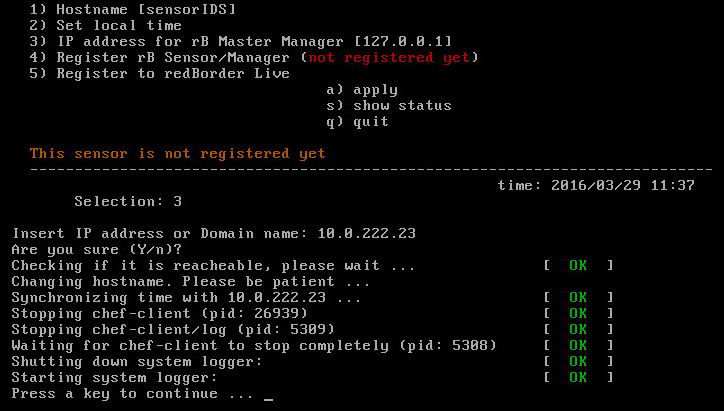 1) Hostname [sensorIDS]
2) Set local time
3) IP address for rB Master Manager [127.0.0.1]
4) Register rB Sensor/Manager (not registered yet)
5) Register to redBorder Live
a) apply
s) show status
q) quit
This sensor is not registered yet
--------------------------------------------------------------------------------
time: 2016/03/29 11:37
Selection: 3
Insert IP address or Domain name: 10.0.222.23
Are you sure (Y/n)?
Checking if it is reacheable, please wait ... [ OK ]
Changing hostname. Please be patient ...
Synchronizing time with 10.0.222.23 ... [ OK ]
Stopping chef-client (pid: 26939) [ OK ]
Stopping chef-client/log (pid: 5309) [ OK ]
Waiting for chef-client to stop completely (pid: 5308) [ OK ]
Shutting down system logger: [ OK ]
Starting system logger: [ OK ]
Press a key to continue ... _